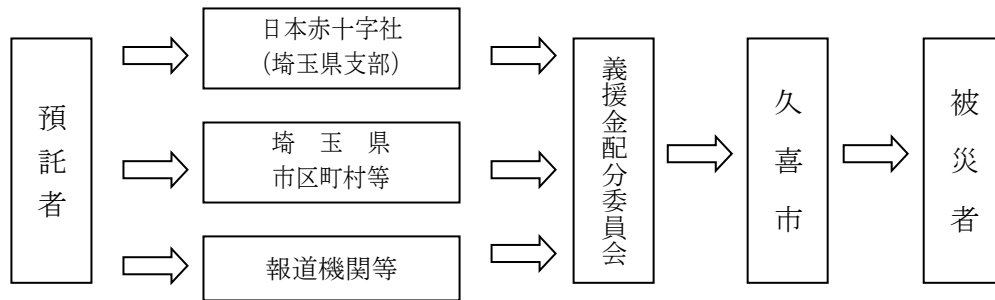 預託者
日本赤十字社
(埼玉県支部)
埼　玉　県
市区町村等
報道機関等
義援金配分委員会
久喜市
被災者